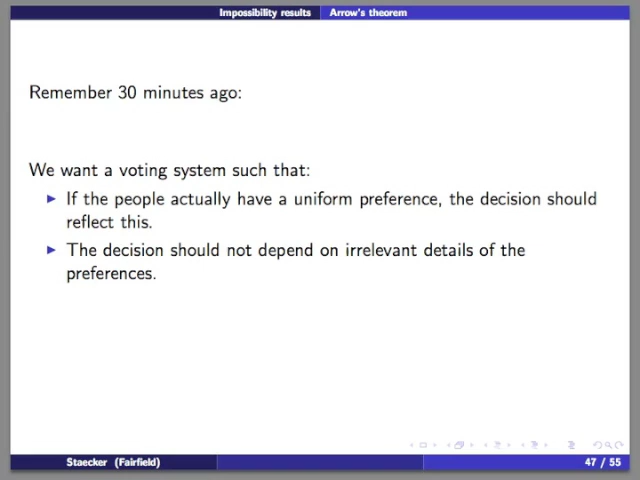 Impossibility results Arrow's theorem
Remember 30 minutes ago:
We want a voting system such that:
If the people actually have a uniform preference, the decision should
reflect this.
The decision should not depend on irrelevant details of the
preferences.
Staecker (Fairfield) 47 / 55